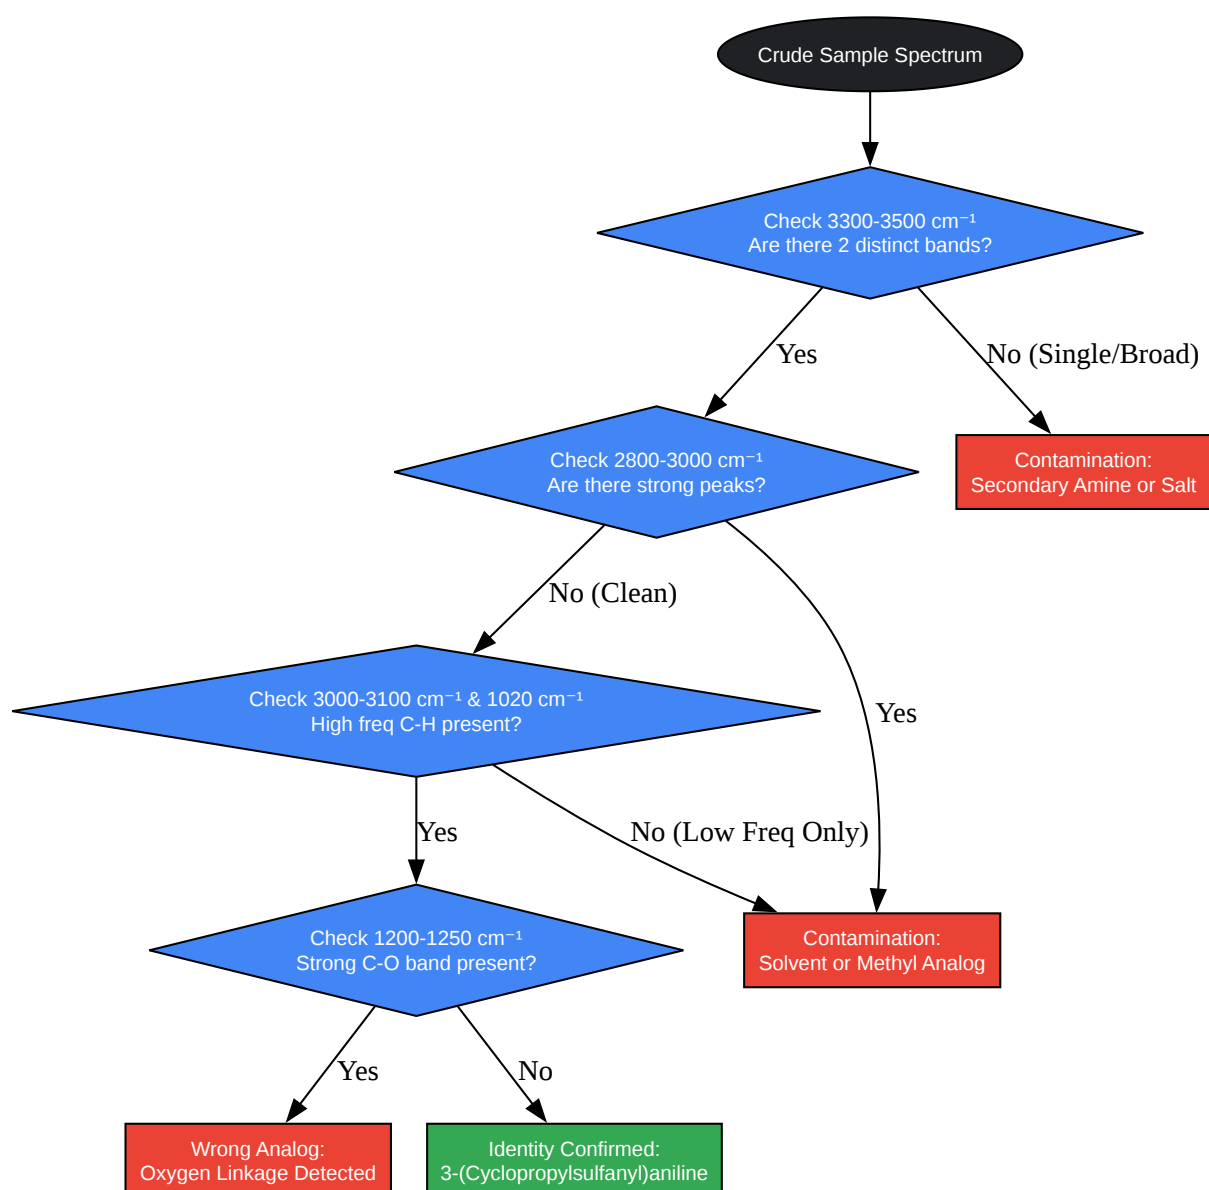 Crude Sample Spectrum
Check 3300-3500 cm⁻¹
Are there 2 distinct bands?
Yes
No (Single/Broad)
Check 2800-3000 cm⁻¹
Are there strong peaks?
Contamination:
Secondary Amine or Salt
No (Clean)
Yes
Check 3000-3100 cm⁻¹ & 1020 cm⁻¹
High freq C-H present?
Yes
No (Low Freq Only)
Check 1200-1250 cm⁻¹
Strong C-O band present?
Contamination:
Solvent or Methyl Analog
Yes
No
Wrong Analog:
Oxygen Linkage Detected
Identity Confirmed:
3-(Cyclopropylsulfanyl)aniline